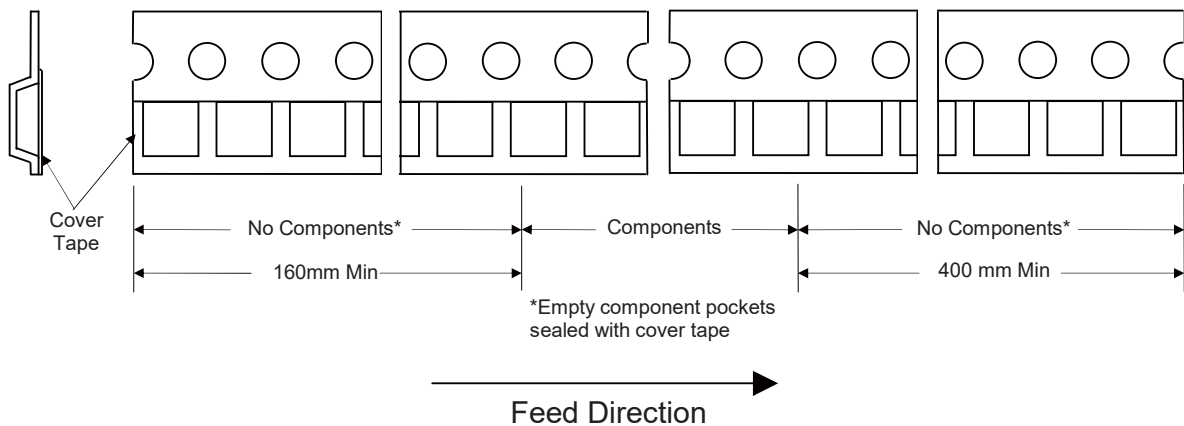 Cover
Tape
No Components*
Components
No Components*
160mm Min
400 mm Min
*Empty component pockets
sealed with cover tape
Feed Direction